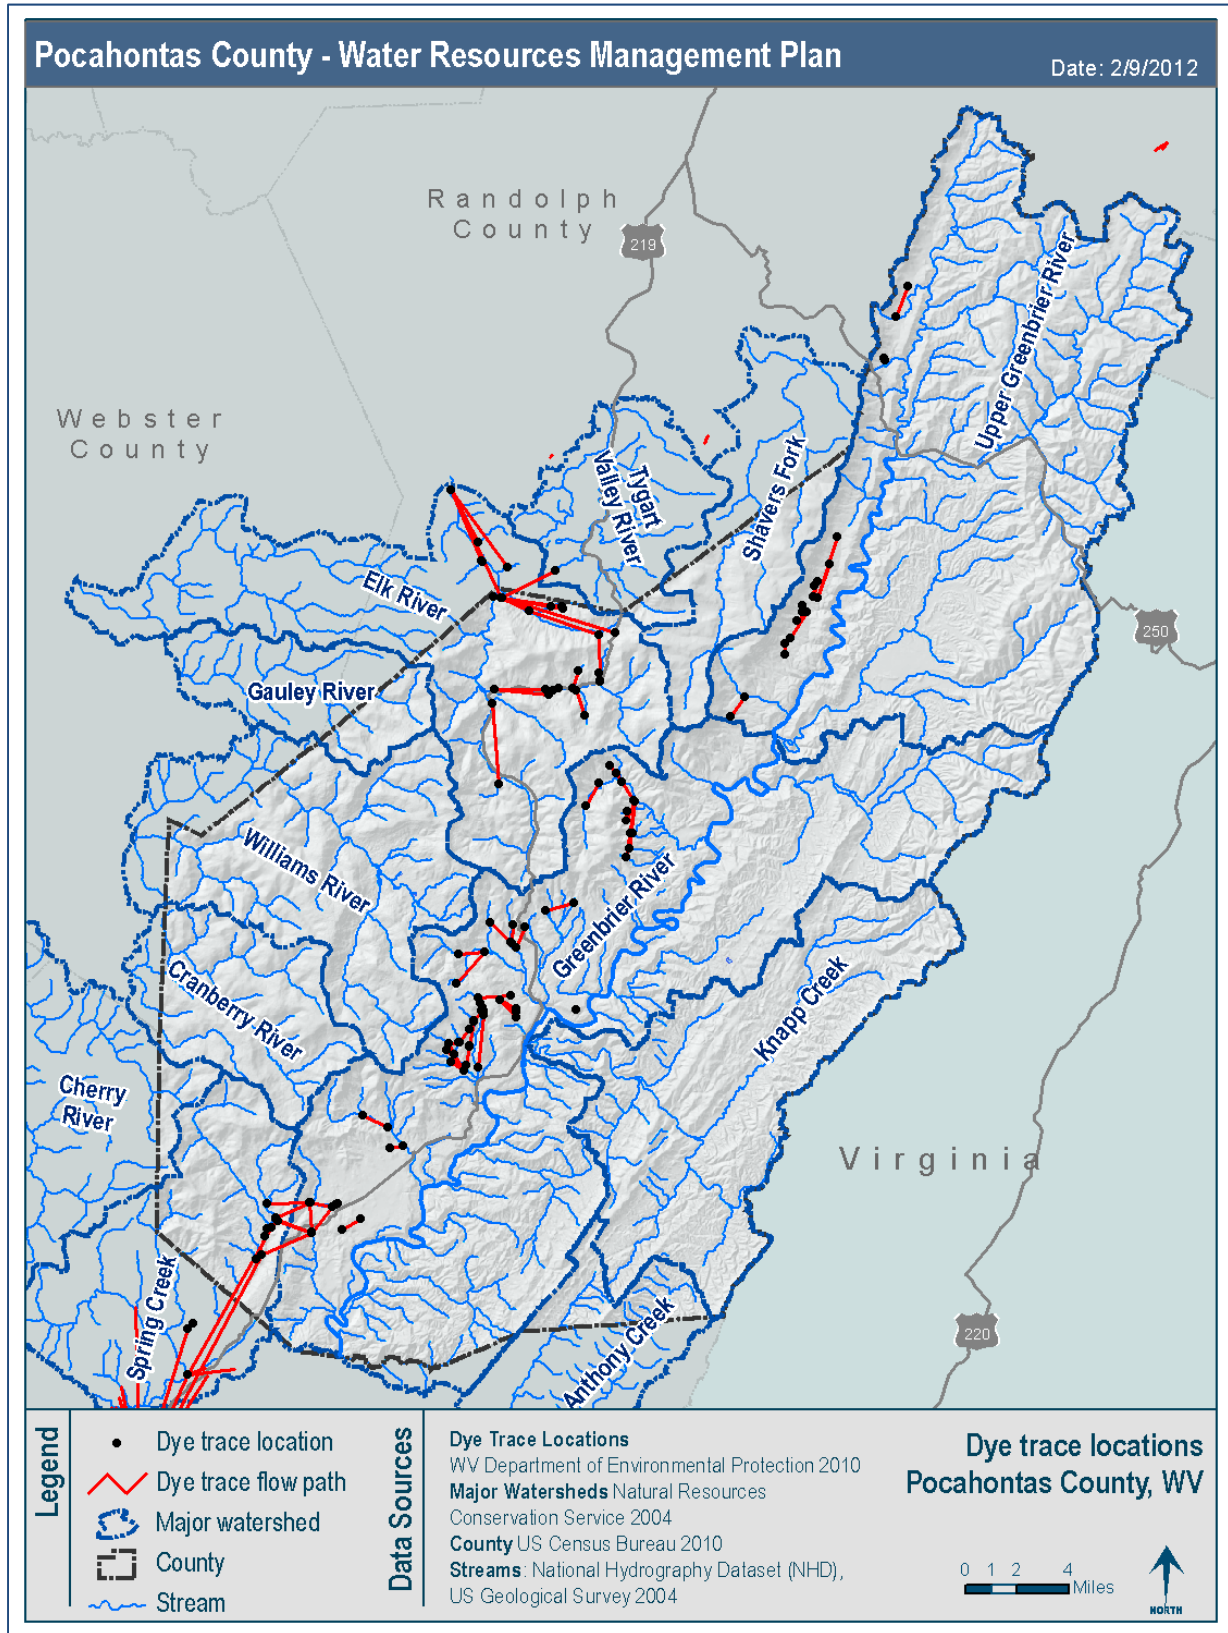 Pocahontas County - Water Resources Management Plan
Date: 2/9/2012
Randolph
County
219
Webster
County
Upper Greenbrier River
Shavers Fork
Tygart
Valley River
Elk River
250
Gauley River
Williams River
Greenbrier River
Cranberry River
Knapp Creek
Cherry
River
Virginia
Spring Creek
Anthony Creek
220
Legend
Dye trace location
Dye trace flow path
Major watershed
County
Stream
Data Sources
Dye Trace Locations
WV Department of Environmental Protection 2010
Major Watersheds Natural Resources
Conservation Service 2004
County US Census Bureau 2010
Streams: National Hydrography Dataset (NHD),
US Geological Survey 2004
Dye trace locations
Pocahontas County, WV
0 1 2 4
Miles
NORTH